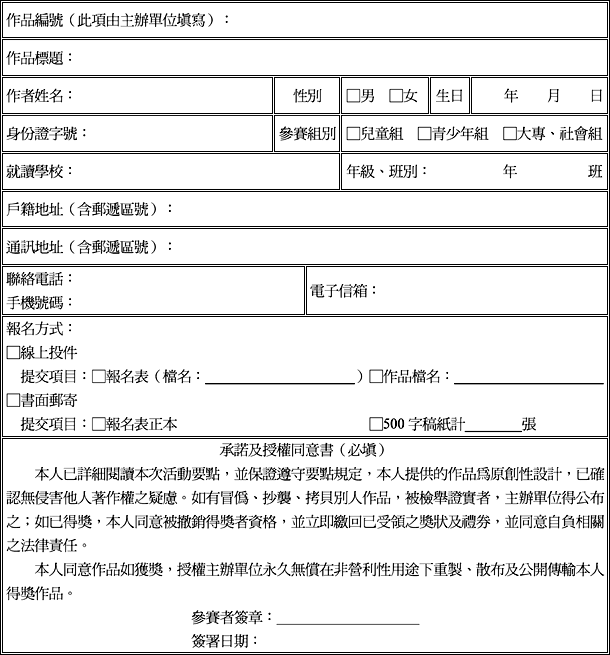 作品編號（此項由主辦單位填寫）：
作品標題：
作者姓名： 性別 □男 □女 生日 年 月 日
身份證字號： 參賽組別 □兒童組 □青少年組 □大專、社會組
就讀學校： 年級、班別： 年 班
戶籍地址（含郵遞區號）：
通訊地址（含郵遞區號）：
聯絡電話：
手機號碼：
電子信箱：
報名方式：
□線上投件
提交項目：□報名表（檔名：____________________）□作品檔名：____________________
□書面郵寄
提交項目：□報名表正本 □500 字稿紙計________張
承諾及授權同意書（必填）
本人已詳細閱讀本次活動要點，並保證遵守要點規定，本人提供的作品為原創性設計，已確
認無侵害他人著作權之疑慮。如有冒偽、抄襲、拷貝別人作品，被檢舉證實者，主辦單位得公布
之；如已得獎，本人同意被撤銷得獎者資格，並立即繳回已受領之獎狀及禮券，並同意自負相關
之法律責任。
本人同意作品如獲獎，授權主辦單位永久無償在非營利性用途下重製、散布及公開傳輸本人
得獎作品。
參賽者簽章：____________________
簽署日期：